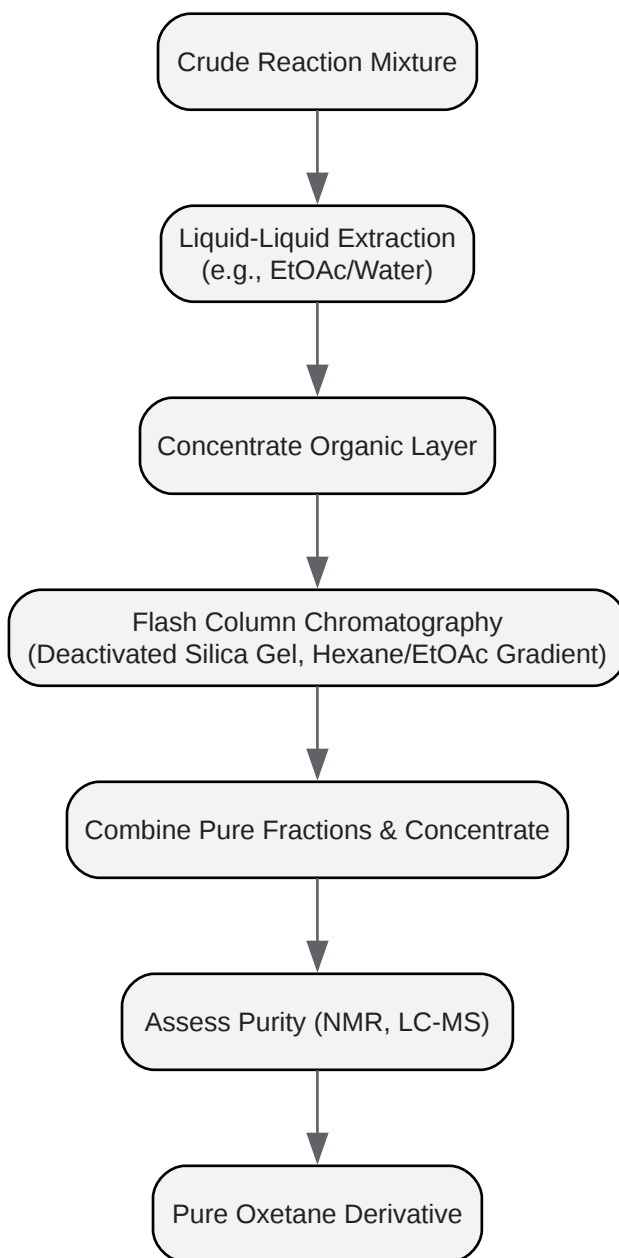 Crude Reaction Mixture
Liquid-Liquid Extraction
(e.g., EtOAc/Water)
Concentrate Organic Layer
Flash Column Chromatography
(Deactivated Silica Gel, Hexane/EtOAc Gradient)
Combine Pure Fractions & Concentrate
Assess Purity (NMR, LC-MS)
Pure Oxetane Derivative